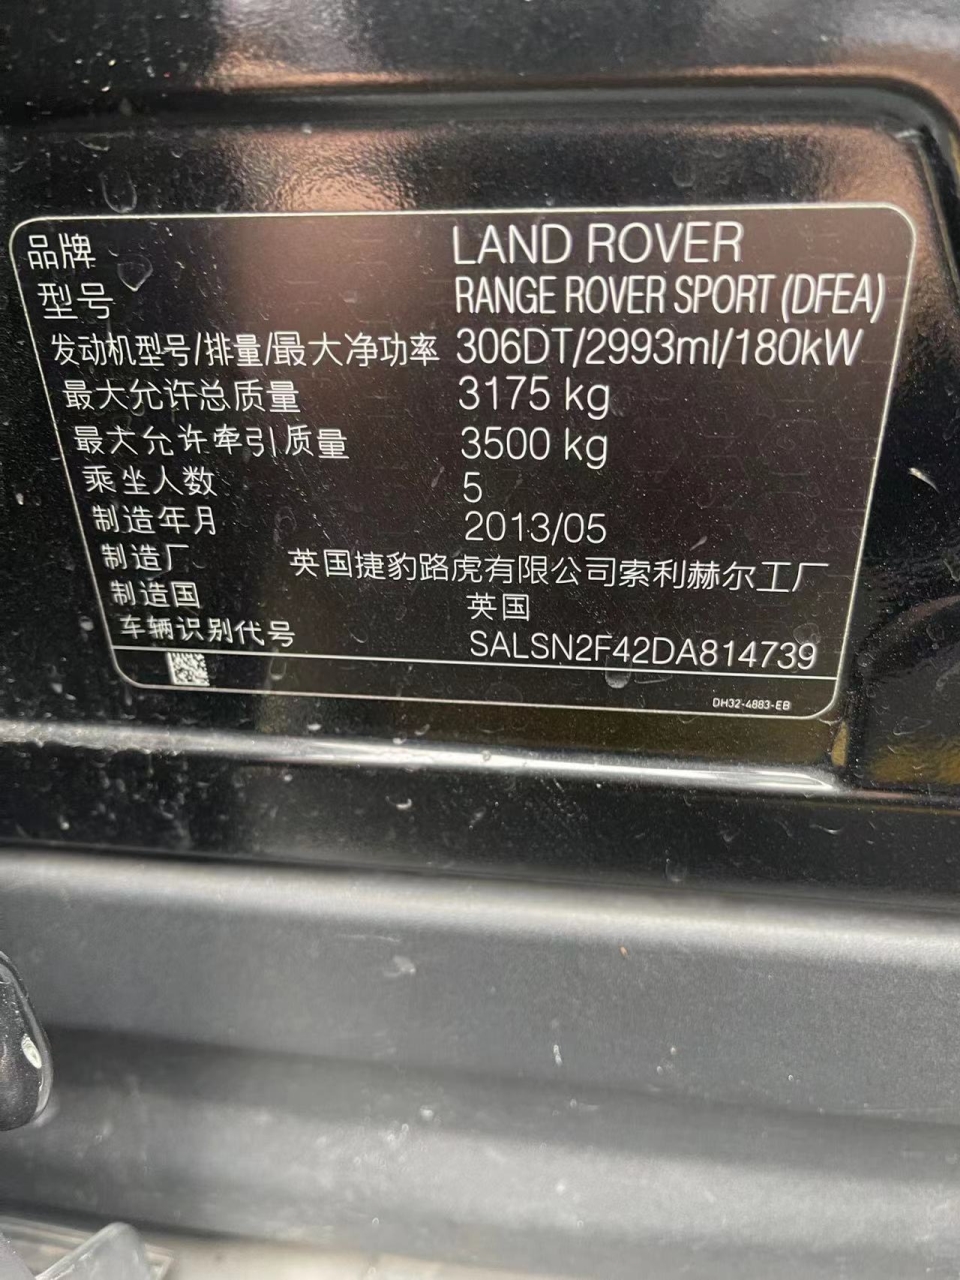 品牌 LAND ROVER
型号 RANGE ROVER SPORT (DFEA)
发动机型号/排量/最大净功率 306DT/2993ml/180kW
最大允许总质量 3175 kg
最大允许牵引质量 3500 kg
乘坐人数 5
制造年月 2013/05
制造厂 英国捷豹路虎有限公司索利赫尔工厂
制造国 英国
车辆识别代号 SALSN2F42DA814739
DH32-4883-EB